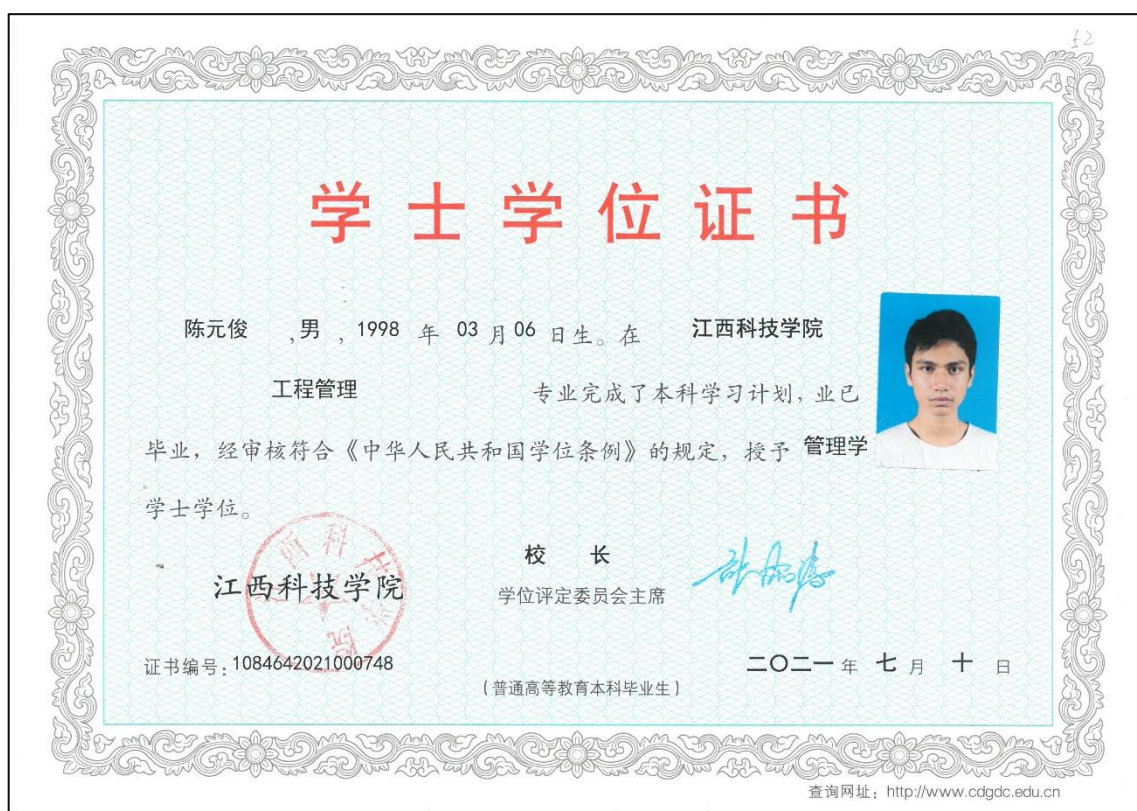 52
学士学位证书
陈元俊 ,男, 1998 年 03 月 06 日生。在 江西科技学院
工程管理 专业完成了本科学习计划,业已
毕业,经审核符合《中华人民共和国学位条例》的规定,授予 管理学
学士学位。
江西科技学院
校 长
学位评定委员会主席
证书编号:1084642021000748
二〇二一 年 七 月 十 日
(普通高等教育本科毕业生)
查询网址:http://www.cdgdc.edu.cn